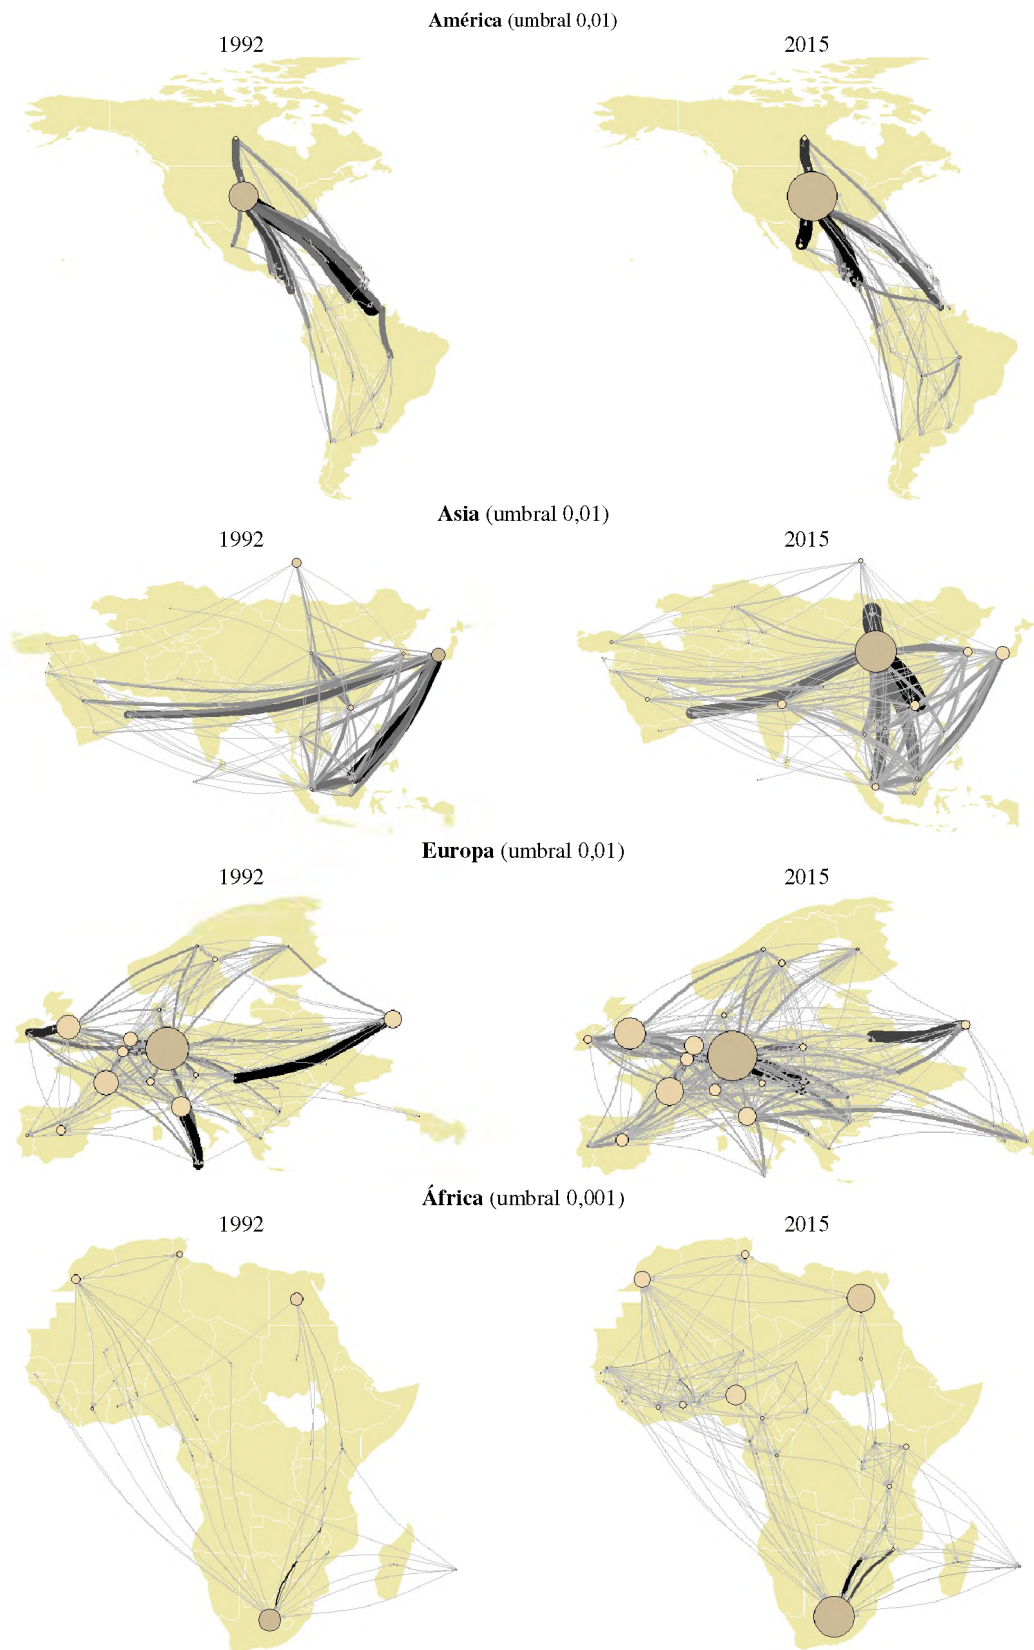 América (umbral 0,01)
1992 2015
Asia (umbral 0,01)
1992 2015
Europa (umbral 0,01)
1992 2015
África (umbral 0,001)
1992 2015